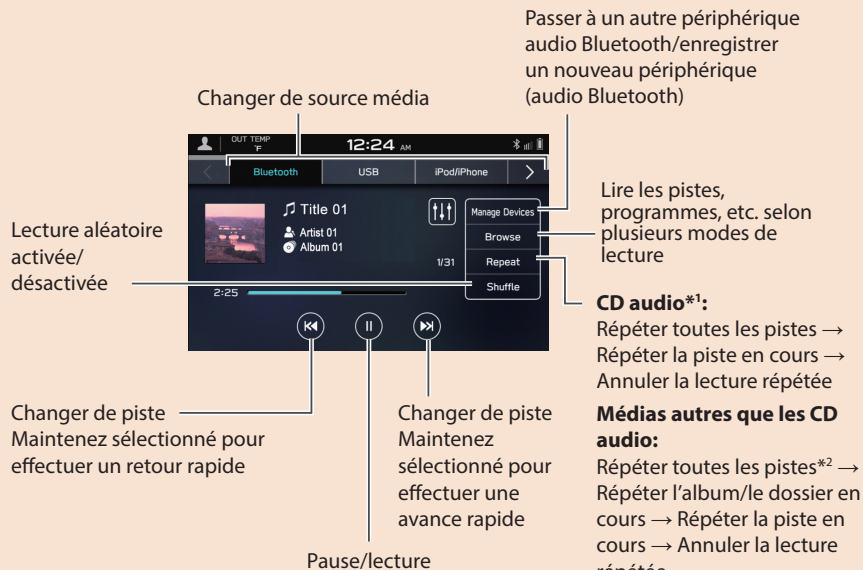 Passer à un autre périphérique
audio Bluetooth/enregistrer
un nouveau périphérique
(audio Bluetooth)
Changer de source média
OUT TEMP
°F
12:24 AM
Bluetooth
USB
iPod/iPhone
Title 01
Artist 01
Album 01
1/31
2:25
Manage Devices
Browse
Repeat
Shuffle
Lecture aléatoire
activée/
désactivée
Lire les pistes,
programmes, etc. selon
plusieurs modes de
lecture
CD audio*1:
Répéter toutes les pistes →
Répéter la piste en cours →
Annuler la lecture répétée
Médias autres que les CD
audio:
Répéter toutes les pistes*2 →
Répéter l'album/le dossier en
cours → Répéter la piste en
cours → Annuler la lecture
Changer de piste
Maintenez sélectionné pour
effectuer un retour rapide
Changer de piste
Maintenez
sélectionné pour
effectuer une
avance rapide
Pause/lecture